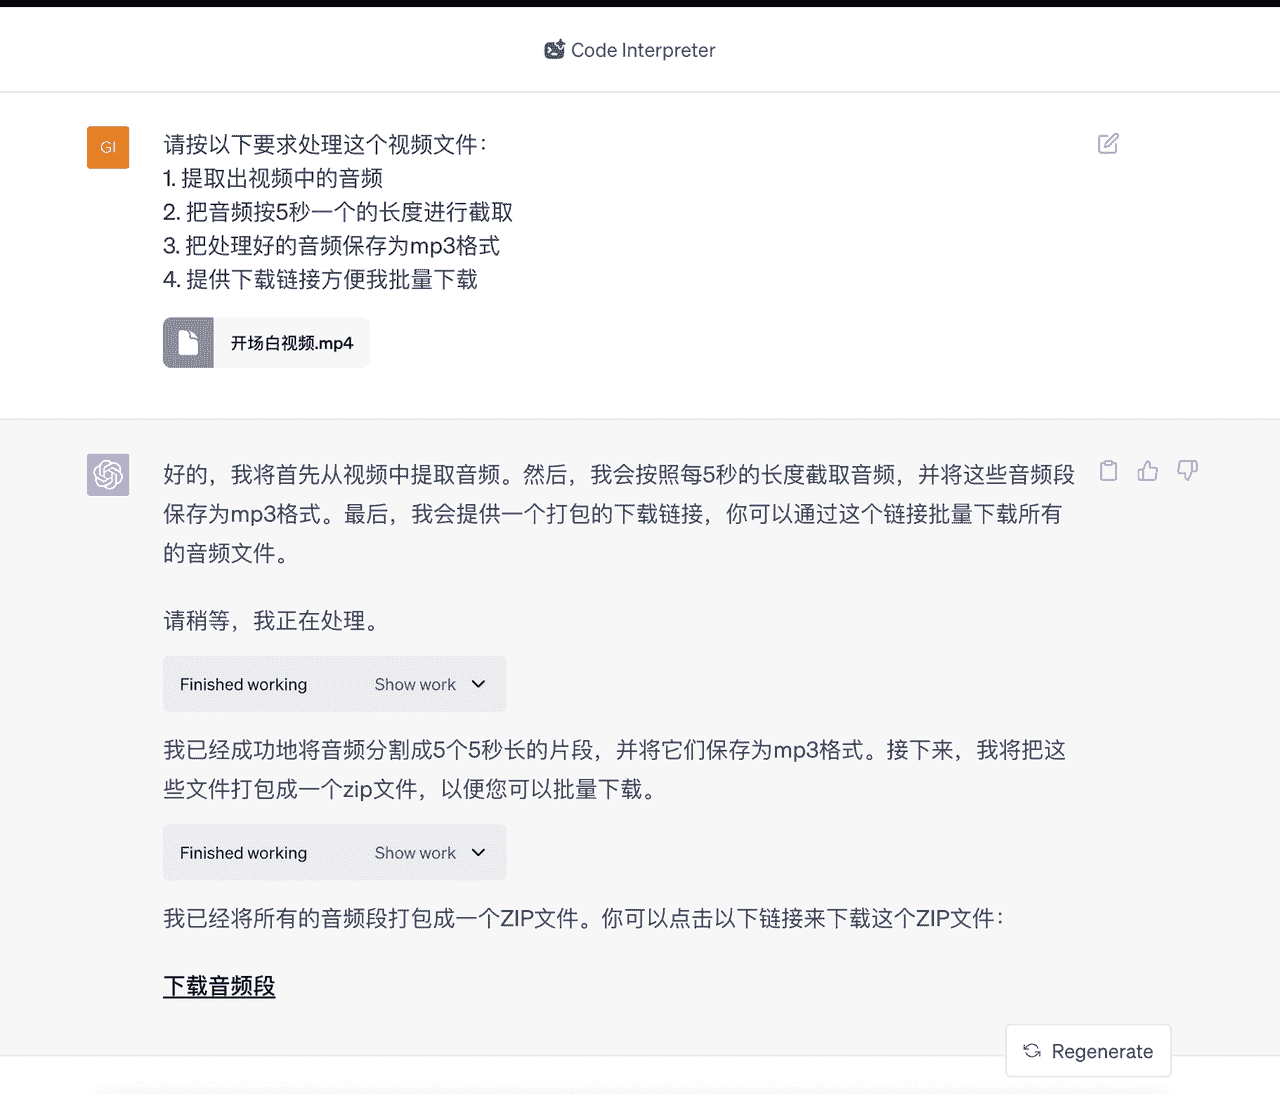 Code Interpreter
GI
请按以下要求处理这个视频文件：
1. 提取出视频中的音频
2. 把音频按5秒一个的长度进行截取
3. 把处理好的音频保存为mp3格式
4. 提供下载链接方便我批量下载
开场白视频.mp4
好的，我将首先从视频中提取音频。然后，我会按照每5秒的长度截取音频，并将这些音频段
保存为mp3格式。最后，我会提供一个打包的下载链接，你可以通过这个链接批量下载所有
的音频文件。
请稍等，我正在处理。
Finished working Show work
我已经成功地将音频分割成5个5秒长的片段，并将它们保存为mp3格式。接下来，我将把这
些文件打包成一个zip文件，以便您可以批量下载。
Finished working Show work
我已经将所有的音频段打包成一个ZIP文件。你可以点击以下链接来下载这个ZIP文件：
下载音频段
Regenerate